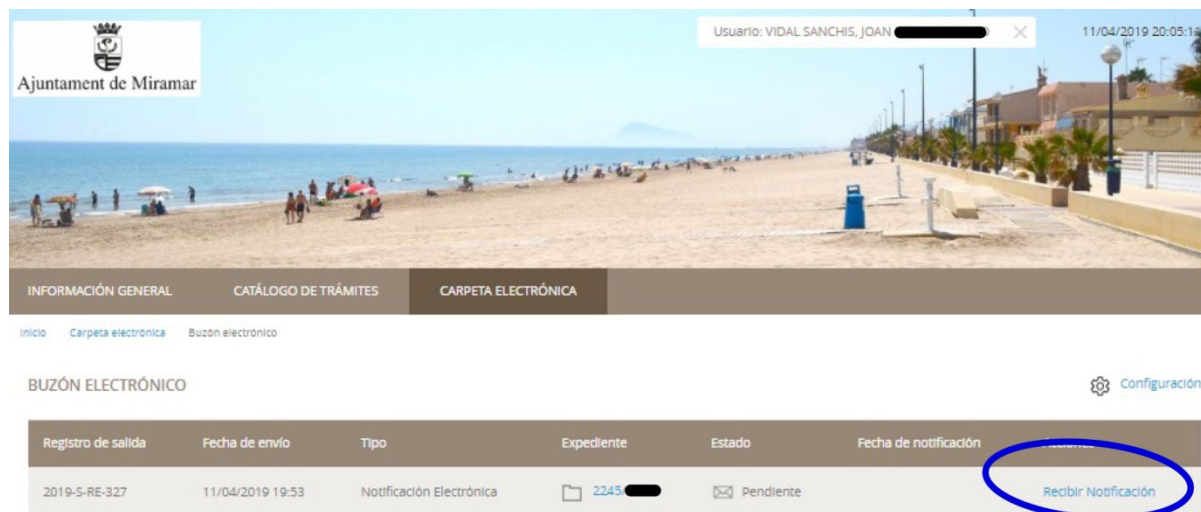 Usuario: VIDAL SANCHIS, JOAN
11/04/2019 20:05:11
Ajuntament de Miramar
INFORMACIÓN GENERAL CATÁLOGO DE TRÁMITES CARPETA ELECTRÓNICA
Inicio Carpeta electrónica Buzón electrónico
BUZÓN ELECTRÓNICO Configuración
Registro de salida Fecha de envío Tipo Expediente Estado Fecha de notificación Acciones
2019-S-RE-327 11/04/2019 19:53 Notificación Electrónica 2245/ Pendiente Recibir Notificación